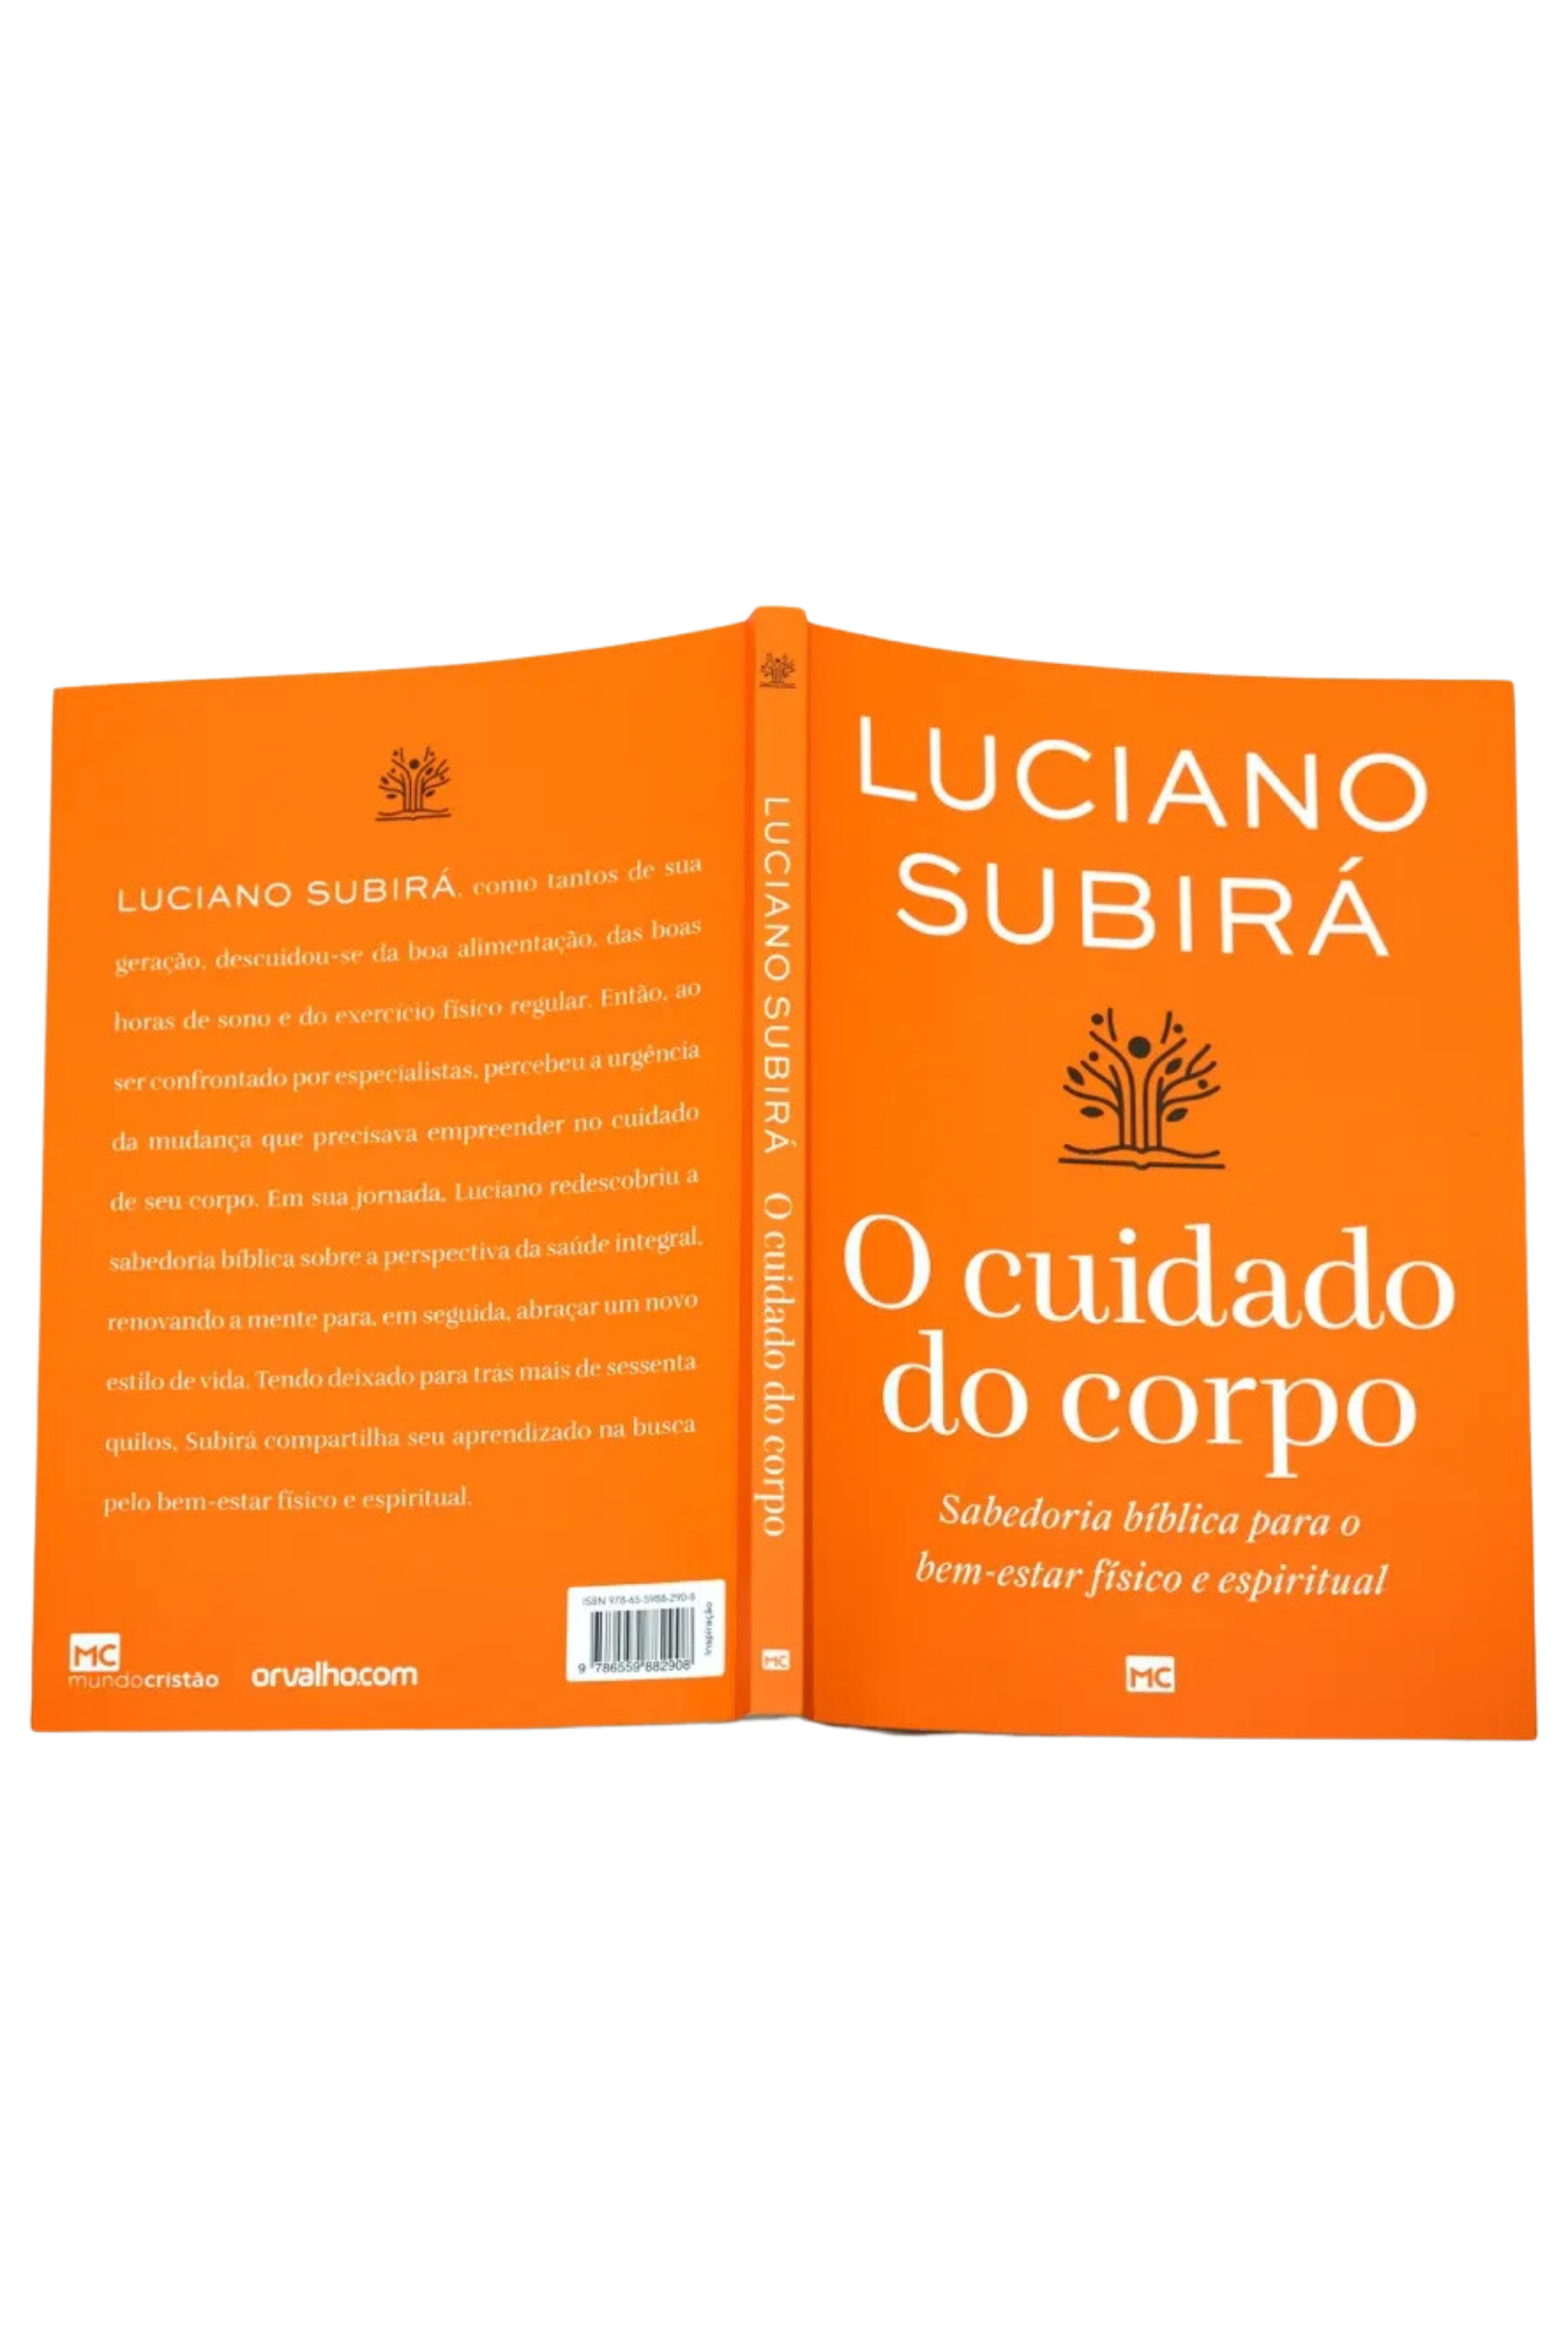 LUCIANO SUBIRÁ, como tantos de sua
geração, descuidou-se da boa alimentação, das boas
horas de sono e do exercício físico regular. Então, ao
ser confrontado por especialistas, percebeu a urgência
da mudança que precisava empreender no cuidado
de seu corpo. Em sua jornada, Luciano redescobriu a
sabedoria bíblica sobre a perspectiva da saúde integral,
renovando a mente para, em seguida, abraçar um novo
estilo de vida. Tendo deixado para trás mais de sessenta
quilos, Subirá compartilha seu aprendizado na busca
pelo bem-estar físico e espiritual.
MC
mundocristão
orvalho.com
ISBN 978-65-5988-290-8
9 786559 882908
Inspiração
LUCIANO SUBIRÁ O cuidado do corpo
MC
LUCIANO
SUBIRÁ
O cuidado
do corpo
Sabedoria bíblica para o
bem-estar físico e espiritual
MC